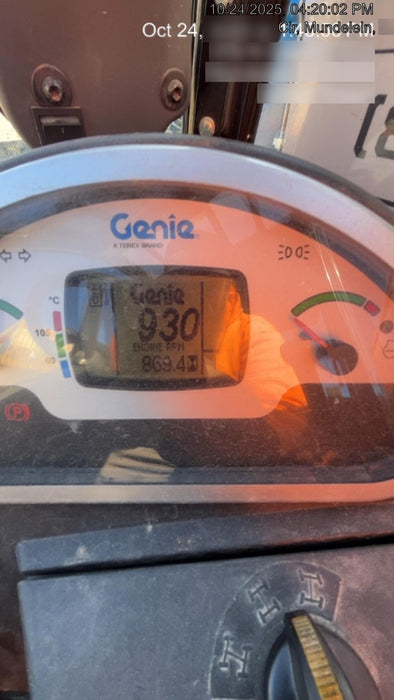 10/24/2025, 04:20:02 PM
Oct 24,
Cir, Mundelein,
Genie
A TEREX BRAND
°C
Genie
930
ENGINE RPM
869.4
P